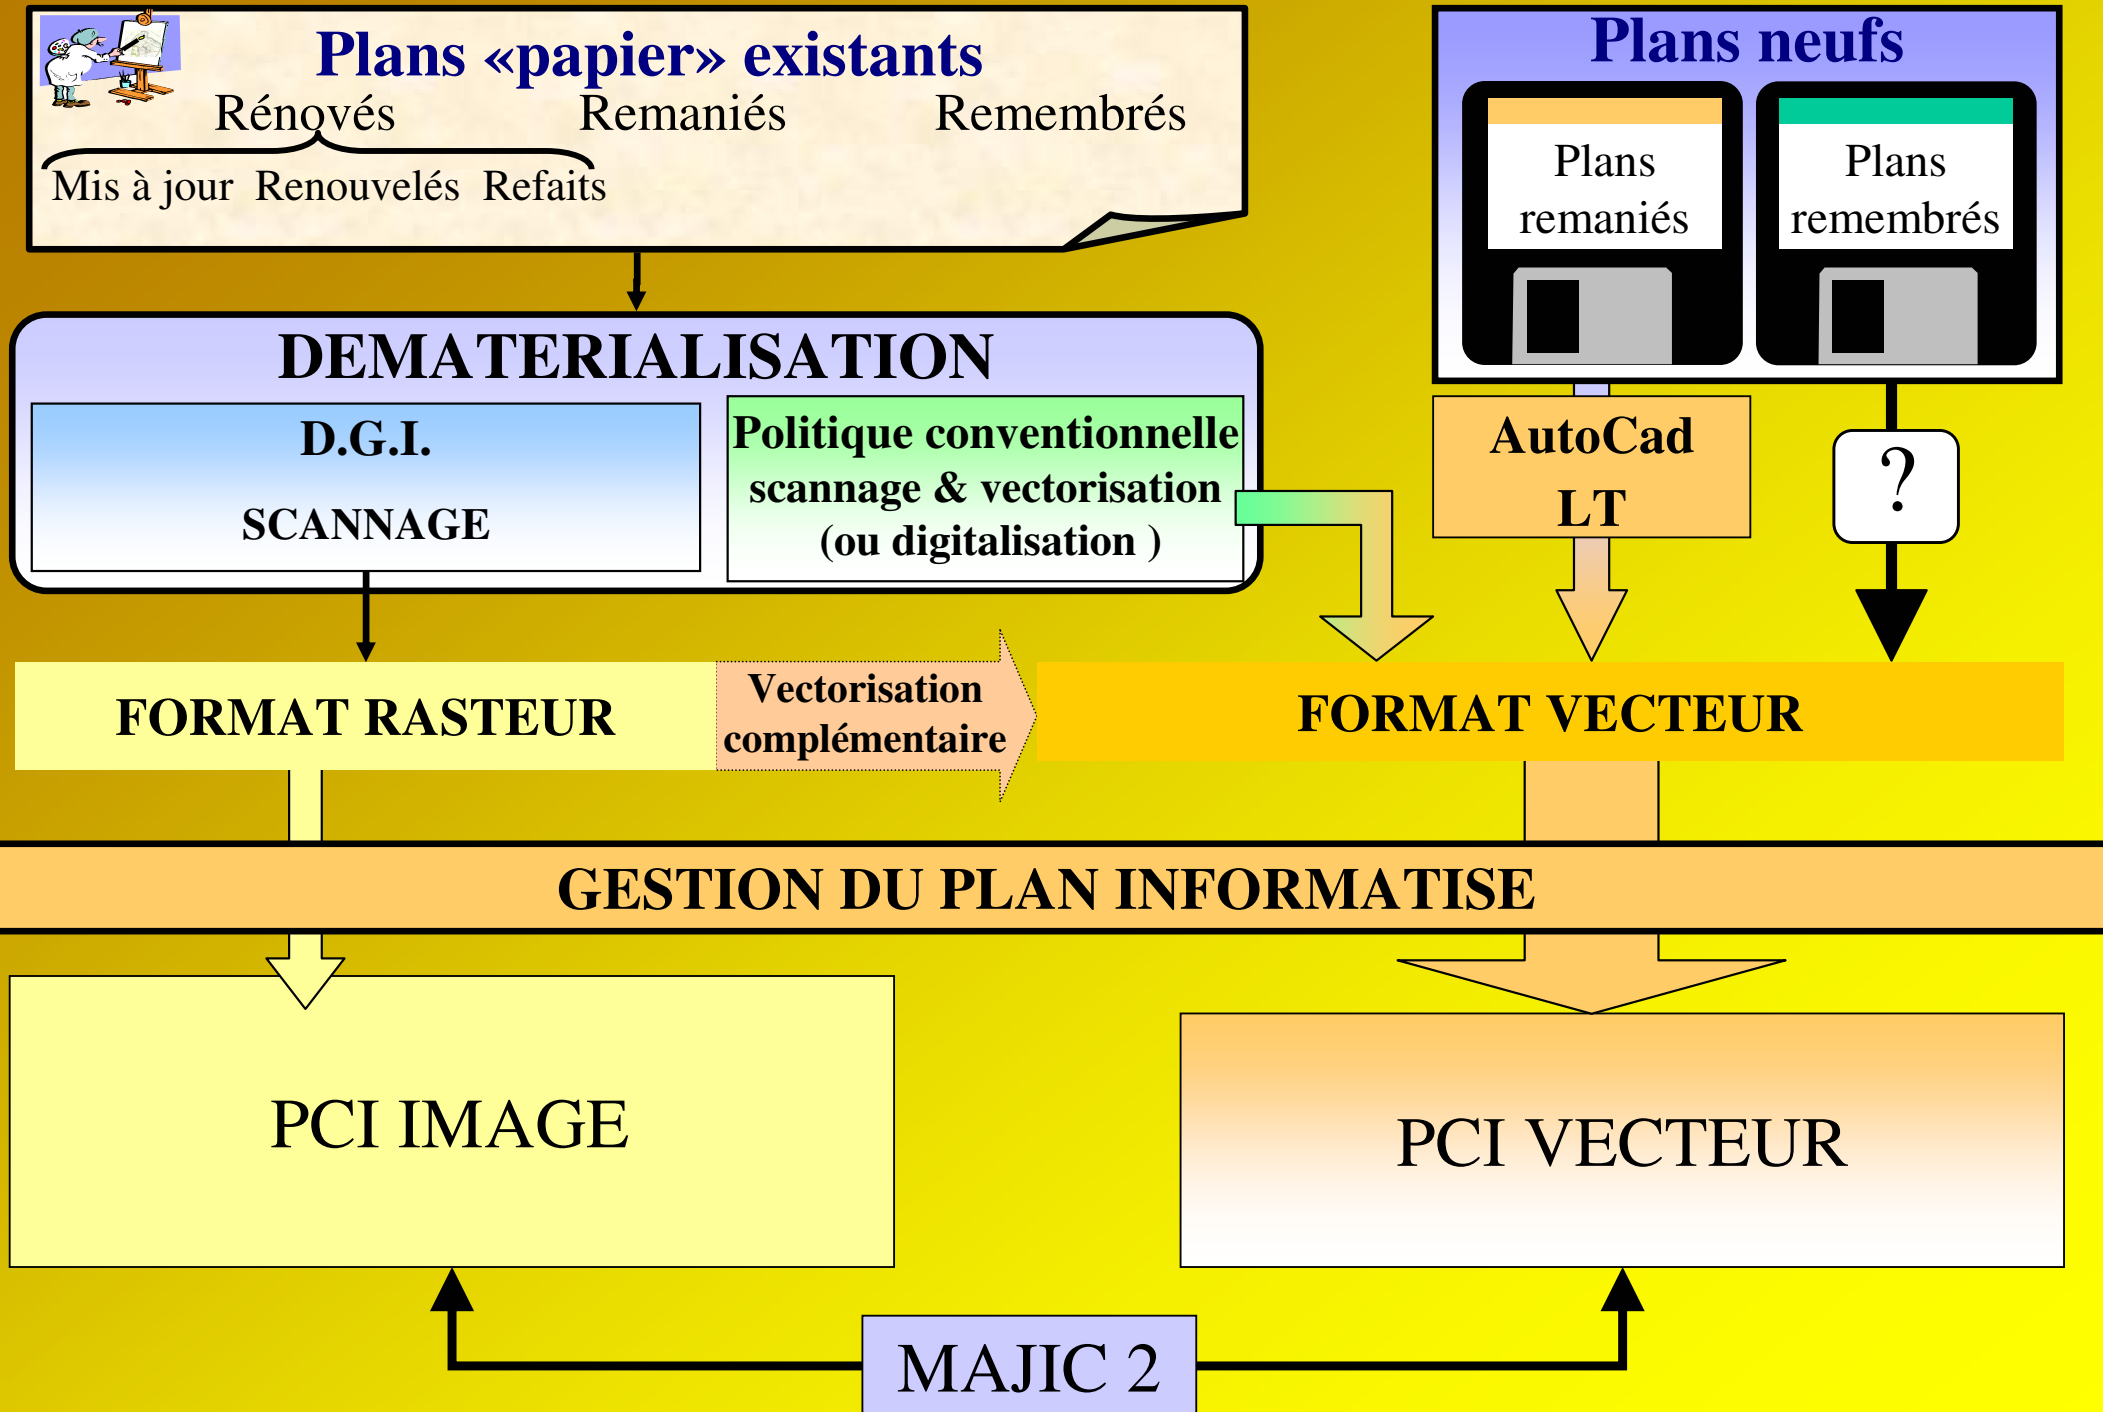 Plans «papier» existants
Rénovés Remaniés Remembrés
Mis à jour Renouvelés Refaits
Plans neufs
Plans
remaniés
Plans
remembrés
DEMATERIALISATION
D.G.I.
SCANNAGE
Politique conventionnelle
scannage & vectorisation
(ou digitalisation )
AutoCad
LT
?
FORMAT RASTEUR
Vectorisation
complémentaire
FORMAT VECTEUR
GESTION DU PLAN INFORMATISE
PCI IMAGE
PCI VECTEUR
MAJIC 2